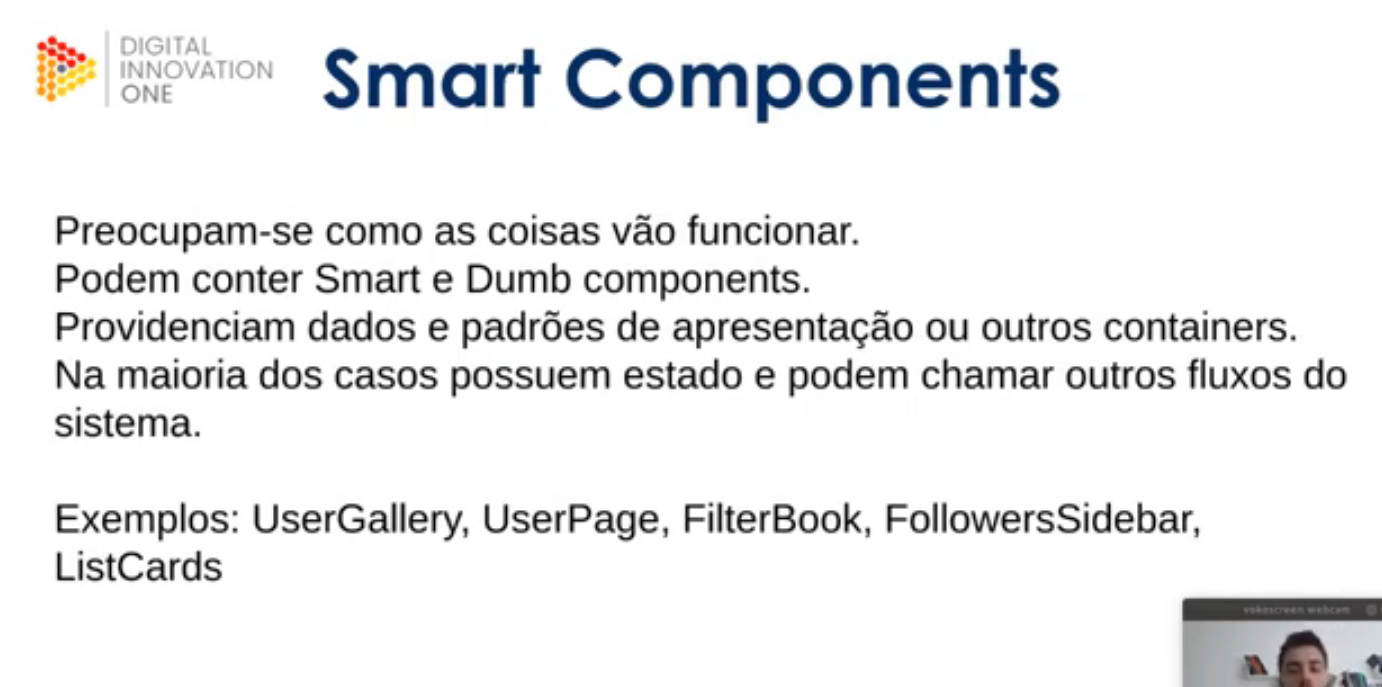 DIGITAL
INNOVATION
ONE
Smart Components
Preocupam-se como as coisas vão funcionar.
Podem conter Smart e Dumb components.
Providenciam dados e padrões de apresentação ou outros containers.
Na maioria dos casos possuem estado e podem chamar outros fluxos do
sistema.
Exemplos: UserGallery, UserPage, FilterBook, FollowersSidebar,
ListCards
vokoscreen webcam